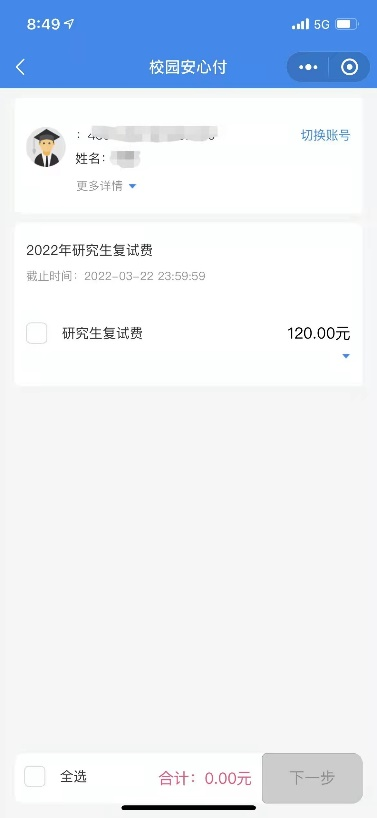 8:49
5G
校园安心付
切换账号
姓名：
更多详情
2022年研究生复试费
截止时间：2022-03-22 23:59:59
研究生复试费 120.00元
全选 合计：0.00元 下一步